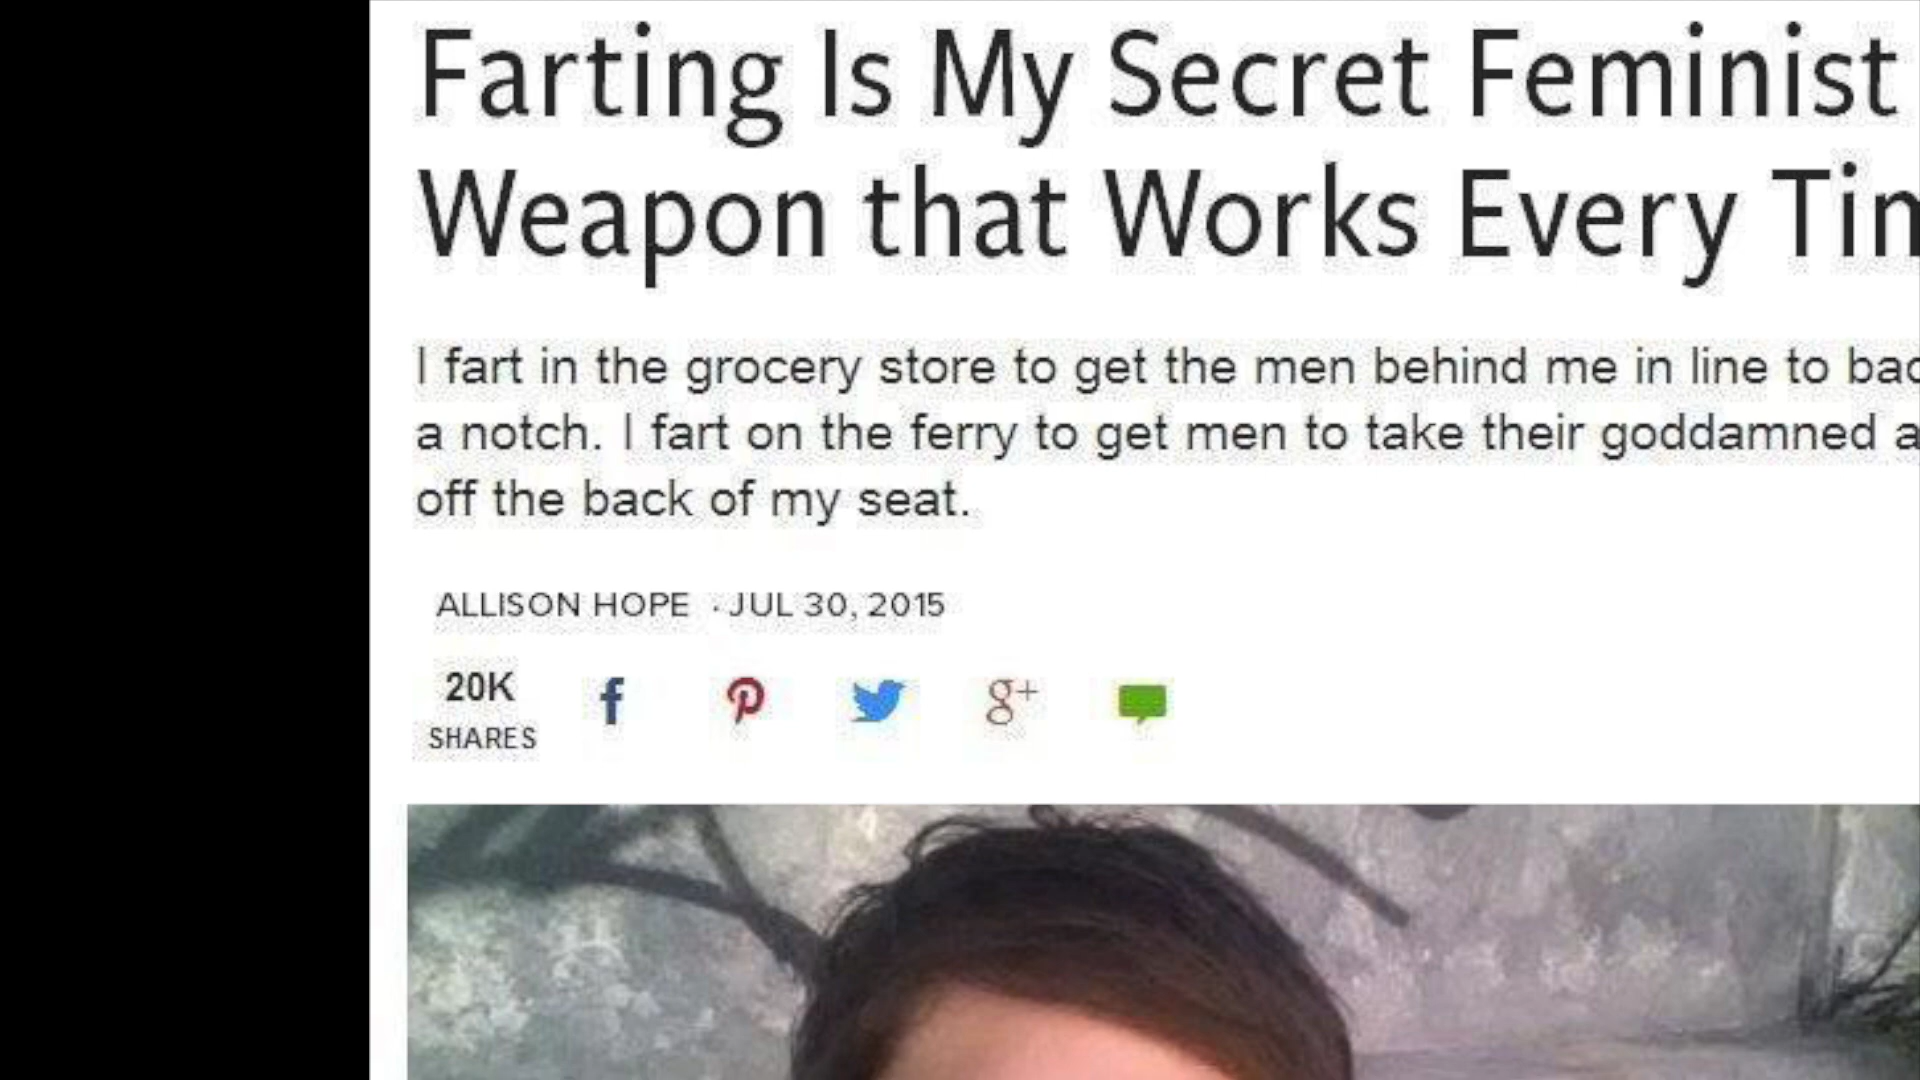 Farting Is My Secret Feminist
Weapon that Works Every
I fart in the grocery store to get the men behind me in line to
a notch. I fart on the ferry to get men to take their goddamned
off the back of my seat.
ALLISON HOPE · JUL 30, 2015
20K
SHARES
f
g+